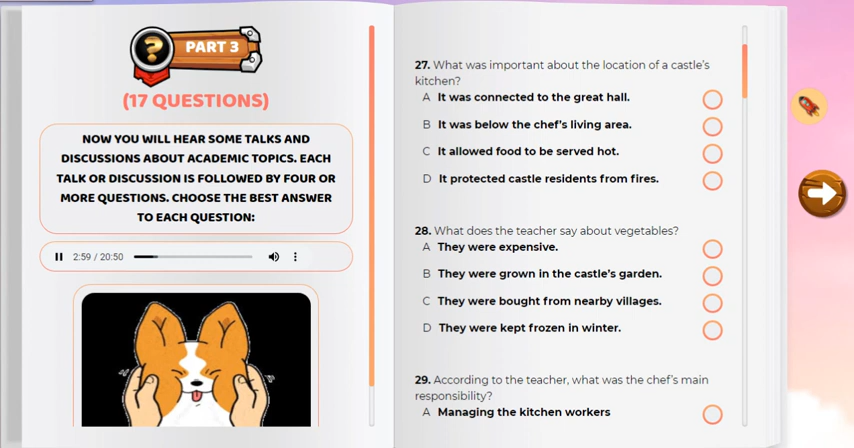 PART 3
(17 QUESTIONS)
NOW YOU WILL HEAR SOME TALKS AND
DISCUSSIONS ABOUT ACADEMIC TOPICS. EACH
TALK OR DISCUSSION IS FOLLOWED BY FOUR OR
MORE QUESTIONS. CHOOSE THE BEST ANSWER
TO EACH QUESTION:
2:59 / 20:50
27. What was important about the location of a castle's
kitchen?
A It was connected to the great hall.
B It was below the chef's living area.
C It allowed food to be served hot.
D It protected castle residents from fires.
28. What does the teacher say about vegetables?
A They were expensive.
B They were grown in the castle's garden.
C They were bought from nearby villages.
D They were kept frozen in winter.
29. According to the teacher, what was the chef's main
responsibility?
A Managing the kitchen workers